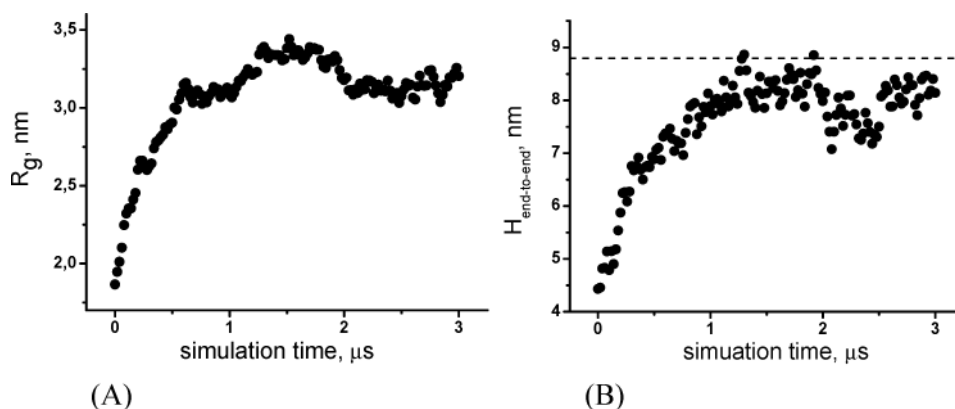 3,5
3,0
2,5
2,0
Rg, nm
0 1 2 3
simulation time, μs
(A)
9
8
7
6
5
4
Hend-to-end, nm
0 1 2 3
simuation time, μs
(B)